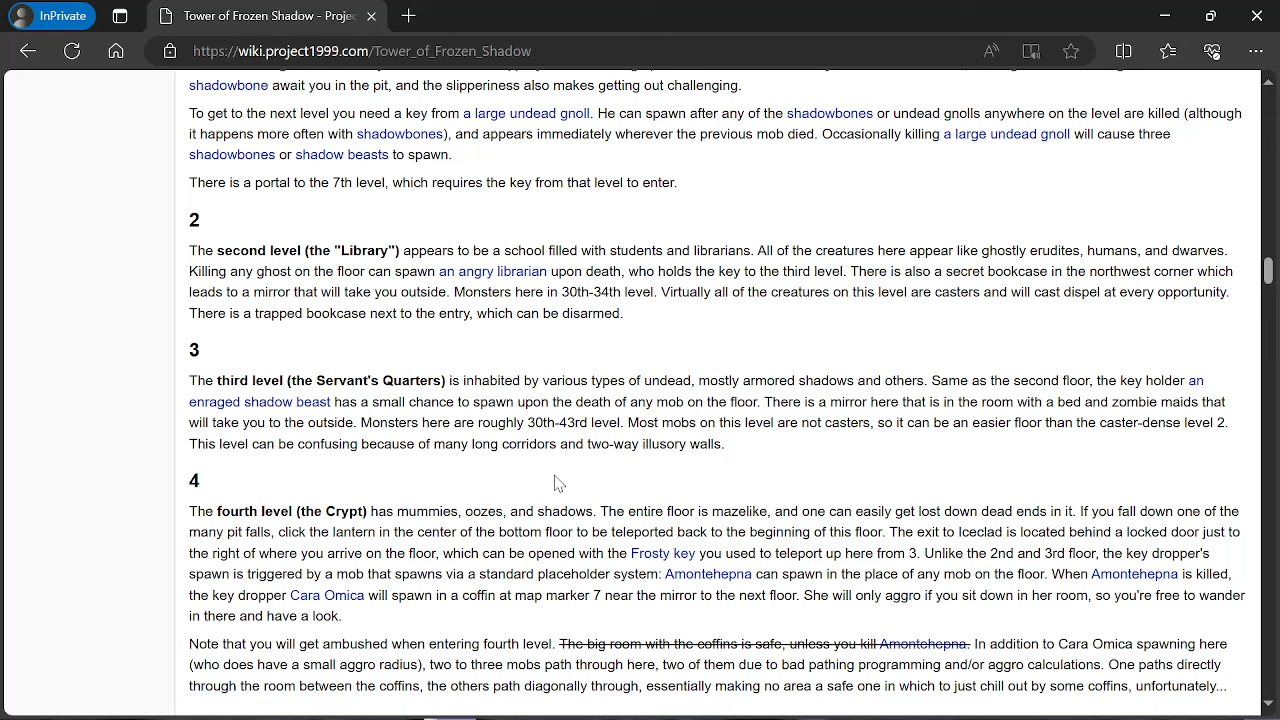 InPrivate
Tower of Frozen Shadow - Projec
https://wiki.project1999.com/Tower_of_Frozen_Shadow
shadowbone await you in the pit, and the slipperiness also makes getting out challenging.
To get to the next level you need a key from a large undead gnoll. He can spawn after any of the shadowbones or undead gnolls anywhere on the level are killed (although
it happens more often with shadowbones), and appears immediately wherever the previous mob died. Occasionally killing a large undead gnoll will cause three
shadowbones or shadow beasts to spawn.
There is a portal to the 7th level, which requires the key from that level to enter.
2
The second level (the "Library") appears to be a school filled with students and librarians. All of the creatures here appear like ghostly erudites, humans, and dwarves.
Killing any ghost on the floor can spawn an angry librarian upon death, who holds the key to the third level. There is also a secret bookcase in the northwest corner which
leads to a mirror that will take you outside. Monsters here in 30th-34th level. Virtually all of the creatures on this level are casters and will cast dispel at every opportunity.
There is a trapped bookcase next to the entry, which can be disarmed.
3
The third level (the Servant's Quarters) is inhabited by various types of undead, mostly armored shadows and others. Same as the second floor, the key holder an
enraged shadow beast has a small chance to spawn upon the death of any mob on the floor. There is a mirror here that is in the room with a bed and zombie maids that
will take you to the outside. Monsters here are roughly 30th-43rd level. Most mobs on this level are not casters, so it can be an easier floor than the caster-dense level 2.
This level can be confusing because of many long corridors and two-way illusory walls.
4
The fourth level (the Crypt) has mummies, oozes, and shadows. The entire floor is mazelike, and one can easily get lost down dead ends in it. If you fall down one of the
many pit falls, click the lantern in the center of the bottom floor to be teleported back to the beginning of this floor. The exit to Iceclad is located behind a locked door just to
the right of where you arrive on the floor, which can be opened with the Frosty key you used to teleport up here from 3. Unlike the 2nd and 3rd floor, the key dropper's
spawn is triggered by a mob that spawns via a standard placeholder system: Amontehepna can spawn in the place of any mob on the floor. When Amontehepna is killed,
the key dropper Cara Omica will spawn in a coffin at map marker 7 near the mirror to the next floor. She will only aggro if you sit down in her room, so you're free to wander
in there and have a look.
Note that you will get ambushed when entering fourth level. The big room with the coffins is safe, unless you kill Amontehepna. In addition to Cara Omica spawning here
(who does have a small aggro radius), two to three mobs path through here, two of them due to bad pathing programming and/or aggro calculations. One paths directly
through the room between the coffins, the others path diagonally through, essentially making no area a safe one in which to just chill out by some coffins, unfortunately...